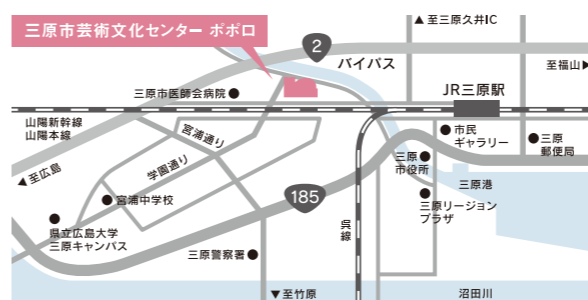 三原市芸術文化センター ポポロ
2
バイパス
▲至三原久井IC
至福山▶
三原市医師会病院
JR三原駅
山陽新幹線
山陽本線
宮浦通り
学園通り
市民
ギャラリー
三原
郵便局
三原
市役所
◀至広島
宮浦中学校
185
三原港
三原リージョン
プラザ
県立広島大学
三原キャンパス
三原警察署
呉線
▼至竹原
沼田川